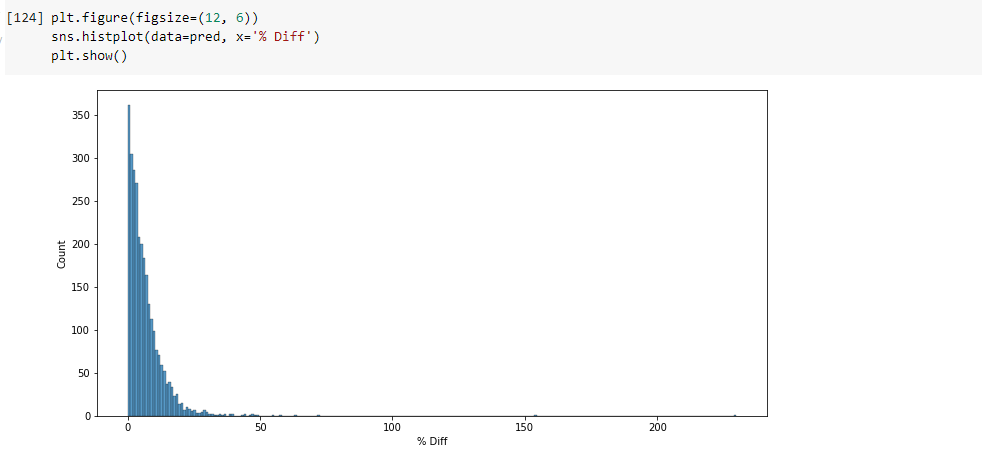 [124] plt.figure(figsize=(12, 6))
sns.histplot(data=pred, x='% Diff')
plt.show()
350
300
250
200
150
100
50
0
Count
0 50 100 150 200
% Diff